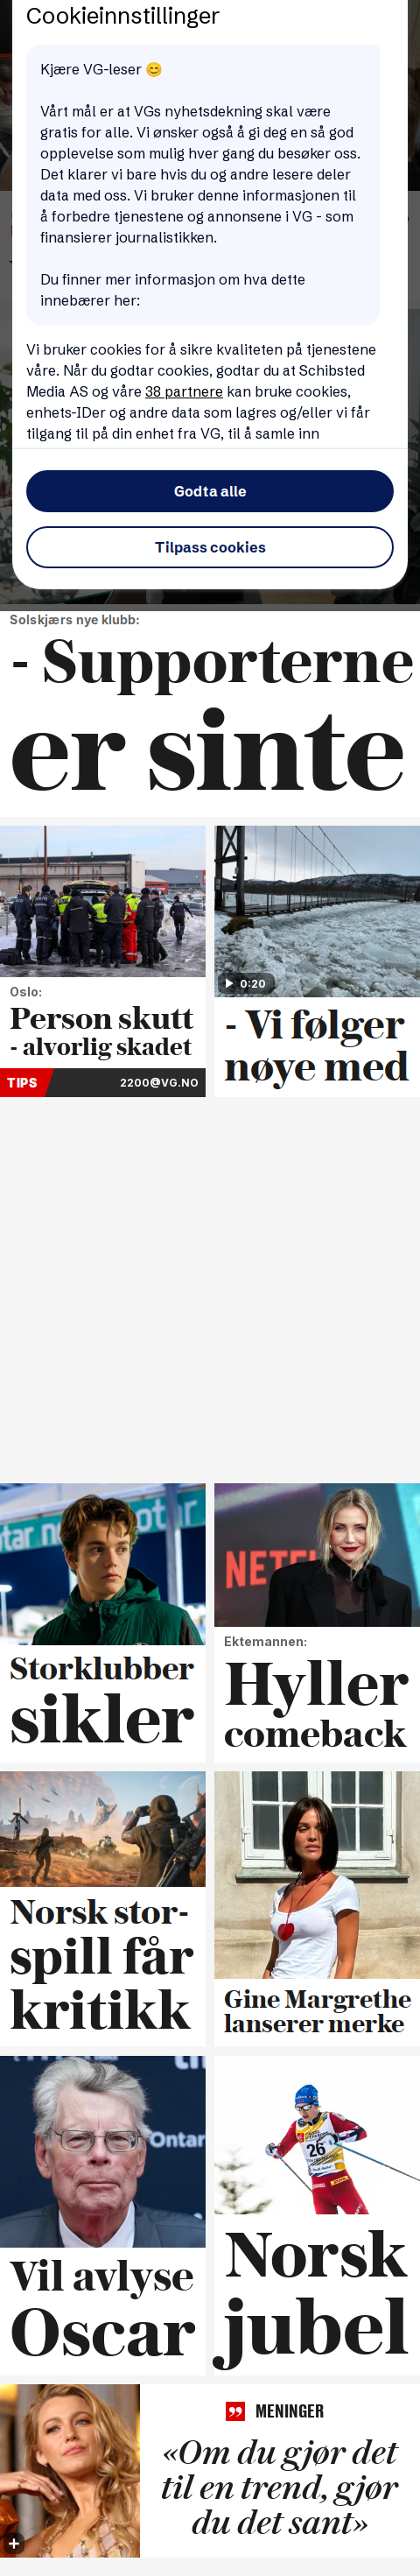 Cookieinnstillinger
Kjære VG-leser 😊
Vårt mål er at VGs nyhetsdekning skal være
gratis for alle. Vi ønsker også å gi deg en så god
opplevelse som mulig hver gang du besøker oss.
Det klarer vi bare hvis du og andre lesere deler
data med oss. Vi bruker denne informasjonen til
å forbedre tjenestene og annonsene i VG - som
finansierer journalistikken.
Du finner mer informasjon om hva dette
innebærer her:
Vi bruker cookies for å sikre kvaliteten på tjenestene
våre. Når du godtar cookies, godtar du at Schibsted
Media AS og våre 38 partnere kan bruke cookies,
enhets-IDer og andre data som lagres og/eller vi får
tilgang til på din enhet fra VG, til å samle inn
Godta alle
Tilpass cookies
Solskjærs nye klubb:
- Supporterne
er sinte
Oslo:
Person skutt
- alvorlig skadet
TIPS 2200@VG.NO
0:20
- Vi følger
nøye med
Storklubber
sikler
NETFL
Ektemannen:
Hyller
comeback
Norsk stor-
spill får
kritikk
Gine Margrethe
lanserer merke
Ontar
Vil avlyse
Oscar
26
Norsk
jubel
MENINGER
«Om du gjør det
til en trend, gjør
du det sant»